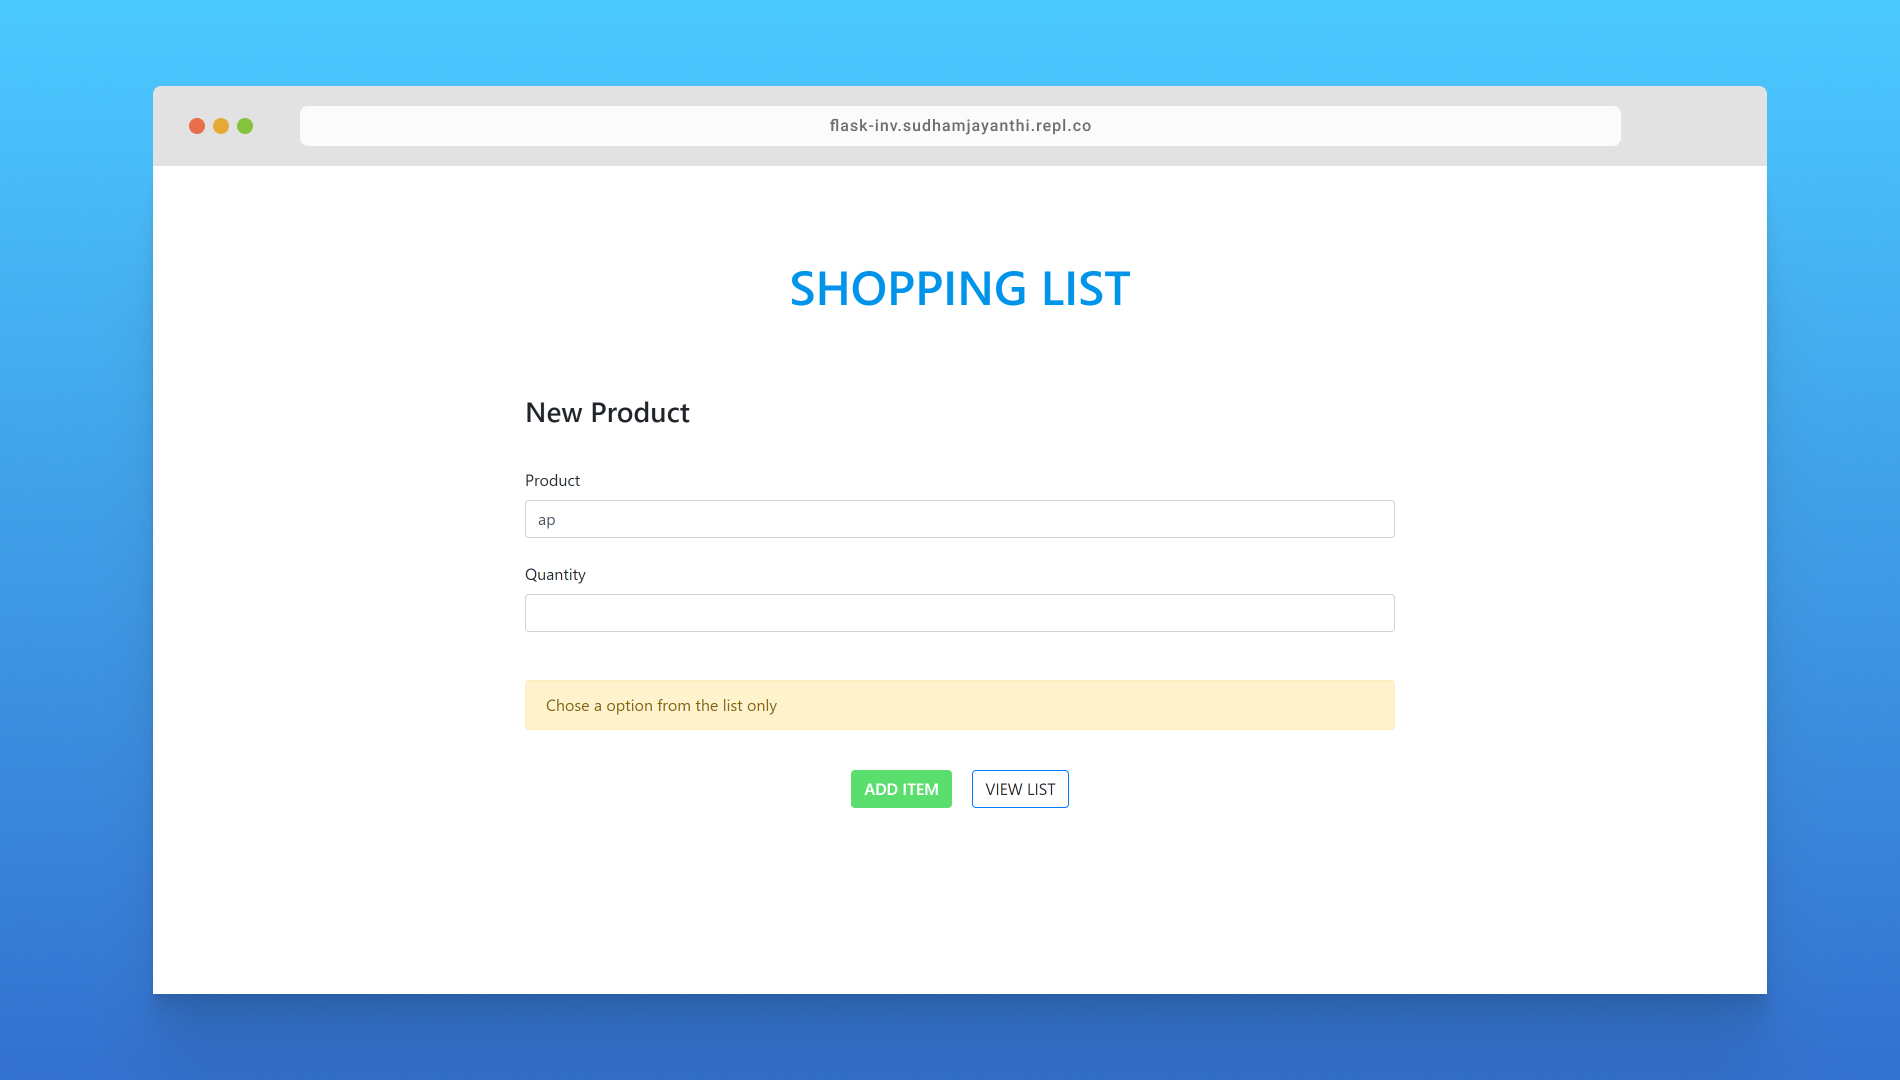 flask-inv.sudhamjayanthi.repl.co
SHOPPING LIST
New Product
Product
ap
Quantity
Chose a option from the list only
ADD ITEM VIEW LIST